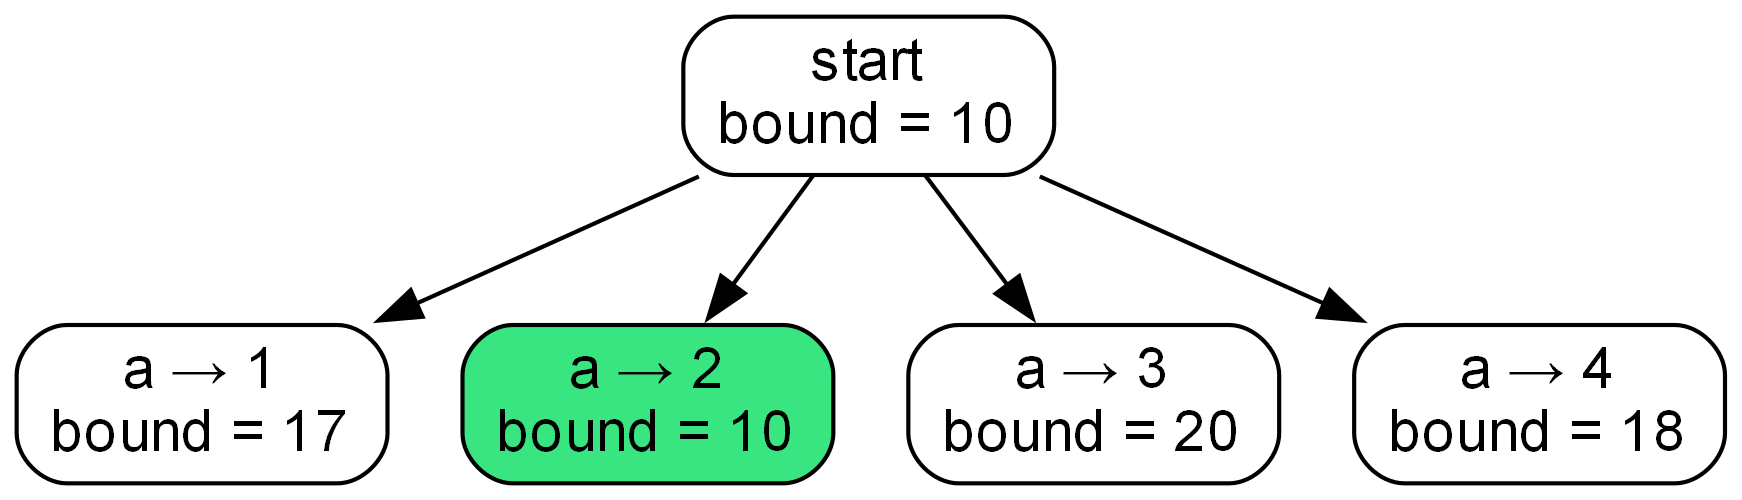 start
bound = 10
a → 1
bound = 17
a → 2
bound = 10
a → 3
bound = 20
a → 4
bound = 18